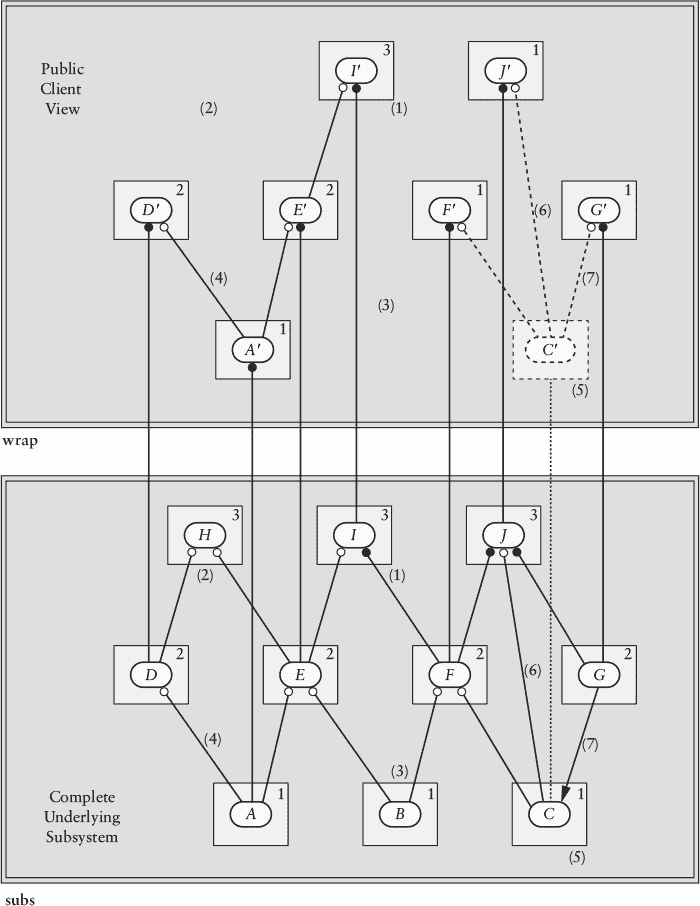 3
1
I′
J′
Public
Client
View
(2)
(1)
2
2
1
1
D′
E′
F′
G′
(6)
(4)
(7)
(3)
1
A′
C′
(5)
wrap
3
3
3
H
I
J
(2)
(1)
2
2
2
2
D
E
F
G
(6)
(4)
(7)
(3)
1
1
1
Complete
Underlying
Subsystem
A
B
C
(5)
subs